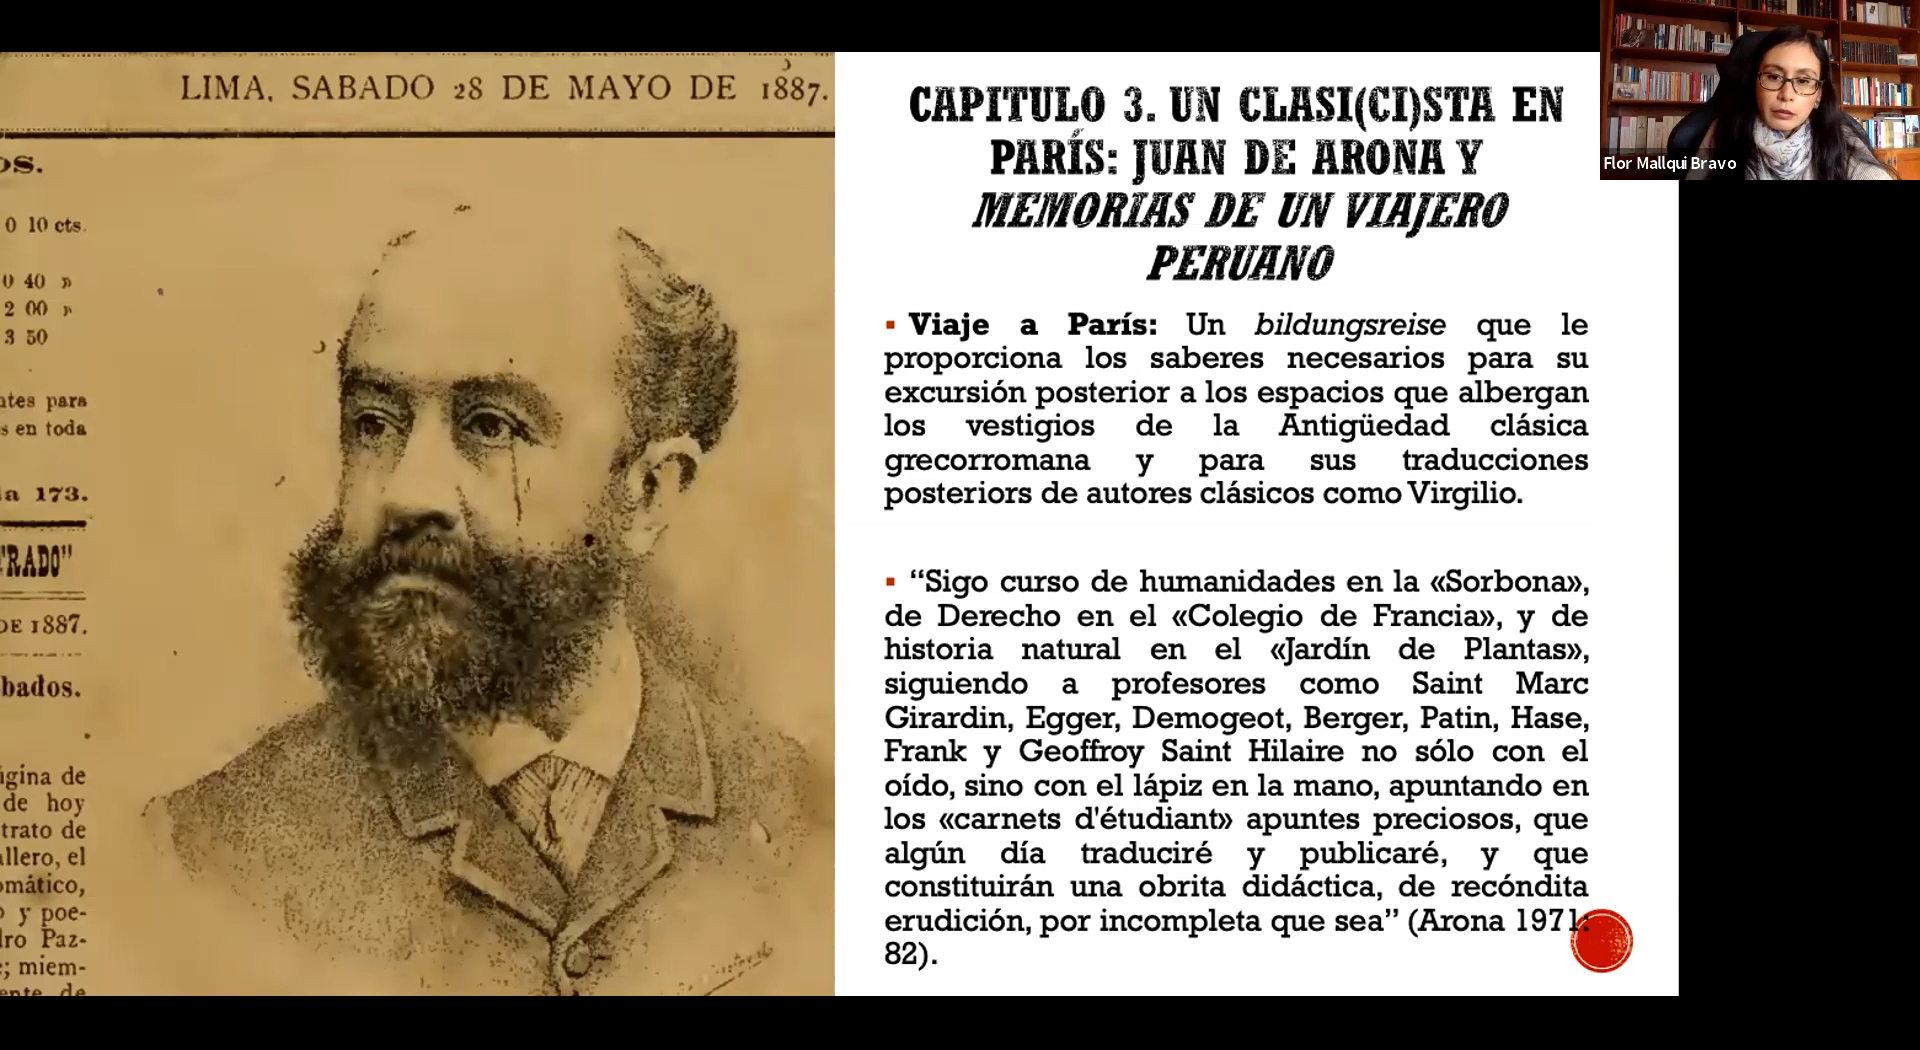 LIMA, SABADO 28 DE MAYO DE 1887.
os.
0 10 cts.
0 40 »
2 00 »
3 50
ntes para
s en toda
la 173.
TRADO"
DE 1887.
bados.
de hoy
trato de
allero, el
omático,
o y poe-
dro Paz-
e; miem-
ente de
CAPITULO 3. UN CLASI(CI)STA EN
PARÍS: JUAN DE ARONA Y
MEMORIAS DE UN VIAJERO
PERUANO
▪ Viaje a París: Un bildungsreise que le
proporciona los saberes necesarios para su
excursión posterior a los espacios que albergan
los vestigios de la Antigüedad clásica
grecorromana y para sus traducciones
posteriors de autores clásicos como Virgilio.
▪ “Sigo curso de humanidades en la «Sorbona»,
de Derecho en el «Colegio de Francia», y de
historia natural en el «Jardín de Plantas»,
siguiendo a profesores como Saint Marc
Girardin, Egger, Demogeot, Berger, Patin, Hase,
Frank y Geoffroy Saint Hilaire no sólo con el
oído, sino con el lápiz en la mano, apuntando en
los «carnets d'étudiant» apuntes preciosos, que
algún día traduciré y publicaré, y que
constituirán una obrita didáctica, de recóndita
erudición, por incompleta que sea” (Arona 1971:
82).
Flor Mallqui Bravo